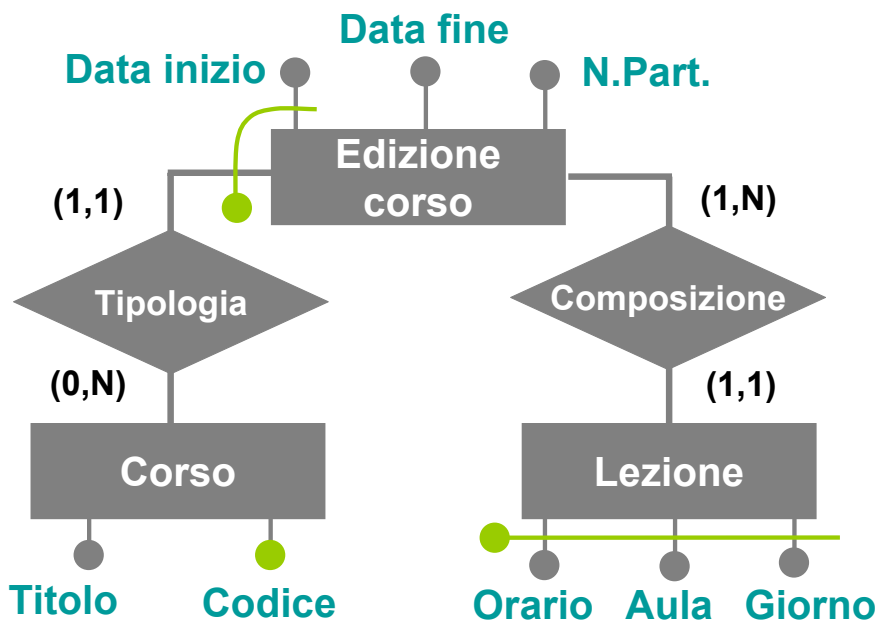 Data fine
Data inizio
N.Part.
Edizione
corso
(1,1)
(1,N)
Tipologia
Composizione
(0,N)
(1,1)
Corso
Lezione
Titolo
Codice
Orario
Aula
Giorno